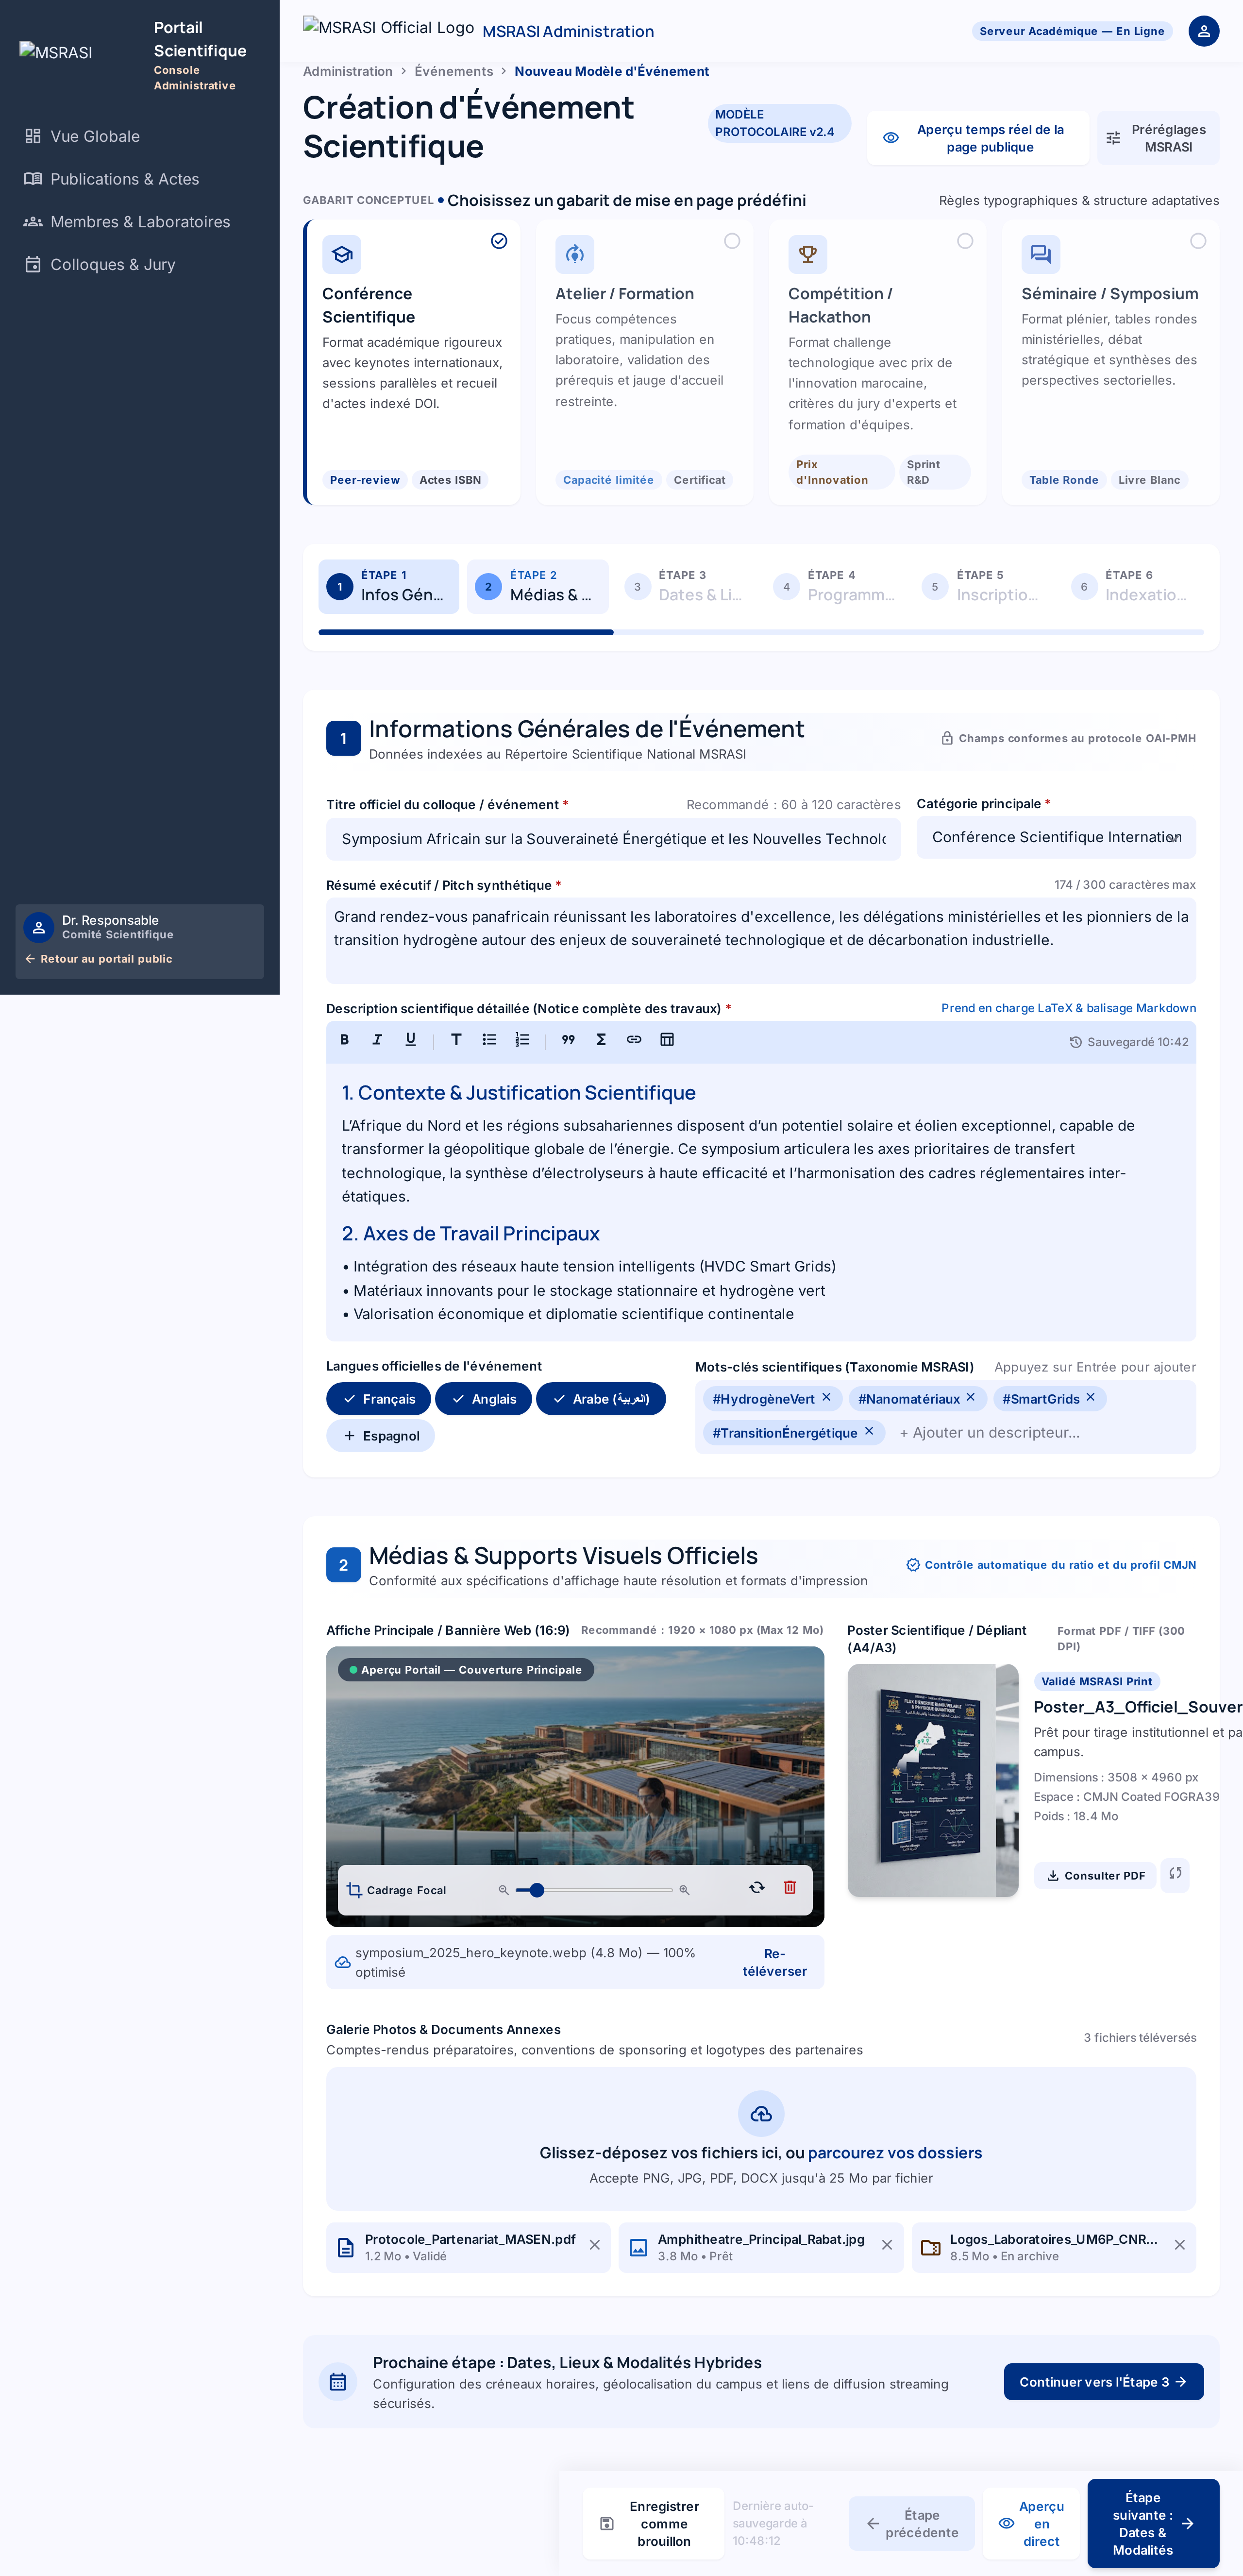 MSRASI
Portail
Scientifique
Console
Administrative
Vue Globale
Publications & Actes
Membres & Laboratoires
Colloques & Jury
Dr. Responsable
Comité Scientifique
Retour au portail public
MSRASI Official Logo
MSRASI Administration
Serveur Académique — En Ligne
Administration
Événements
Nouveau Modèle d'Événement
Création d'Événement
Scientifique
MODÈLE
PROTOCOLAIRE v2.4
Aperçu temps réel de la
page publique
Préréglages
MSRASI
GABARIT CONCEPTUEL • Choisissez un gabarit de mise en page prédéfini
Règles typographiques & structure adaptatives
Conférence
Scientifique
Format académique rigoureux
avec keynotes internationaux,
sessions parallèles et recueil
d'actes indexé DOI.
Peer-review
Actes ISBN
Atelier / Formation
Focus compétences
pratiques, manipulation en
laboratoire, validation des
prérequis et jauge d'accueil
restreinte.
Capacité limitée
Certificat
Compétition /
Hackathon
Format challenge
technologique avec prix de
l'innovation marocaine,
critères du jury d'experts et
formation d'équipes.
Prix
d'Innovation
Sprint
R&D
Séminaire / Symposium
Format plénier, tables rondes
ministérielles, débat
stratégique et synthèses des
perspectives sectorielles.
Table Ronde
Livre Blanc
1
ÉTAPE 1
Infos Gén...
2
ÉTAPE 2
Médias & ...
3
ÉTAPE 3
Dates & Li...
4
ÉTAPE 4
Programm...
5
ÉTAPE 5
Inscriptio...
6
ÉTAPE 6
Indexatio...
1
Informations Générales de l'Événement
Données indexées au Répertoire Scientifique National MSRASI
Champs conformes au protocole OAI-PMH
Titre officiel du colloque / événement *
Recommandé : 60 à 120 caractères
Symposium Africain sur la Souveraineté Énergétique et les Nouvelles Technolo
Catégorie principale *
Conférence Scientifique Internation
Résumé exécutif / Pitch synthétique *
174 / 300 caractères max
Grand rendez-vous panafricain réunissant les laboratoires d'excellence, les délégations ministérielles et les pionniers de la
transition hydrogène autour des enjeux de souveraineté technologique et de décarbonation industrielle.
Description scientifique détaillée (Notice complète des travaux) *
Prend en charge LaTeX & balisage Markdown
Sauvegardé 10:42
1. Contexte & Justification Scientifique
L’Afrique du Nord et les régions subsahariennes disposent d’un potentiel solaire et éolien exceptionnel, capable de
transformer la géopolitique globale de l’énergie. Ce symposium articulera les axes prioritaires de transfert
technologique, la synthèse d’électrolyseurs à haute efficacité et l’harmonisation des cadres réglementaires inter-
étatiques.
2. Axes de Travail Principaux
• Intégration des réseaux haute tension intelligents (HVDC Smart Grids)
• Matériaux innovants pour le stockage stationnaire et hydrogène vert
• Valorisation économique et diplomatie scientifique continentale
Langues officielles de l'événement
Français
Anglais
Arabe (العربية)
Espagnol
Mots-clés scientifiques (Taxonomie MSRASI)
Appuyez sur Entrée pour ajouter
#HydrogèneVert
#Nanomatériaux
#SmartGrids
#TransitionÉnergétique
+ Ajouter un descripteur...
2
Médias & Supports Visuels Officiels
Conformité aux spécifications d'affichage haute résolution et formats d'impression
Contrôle automatique du ratio et du profil CMJN
Affiche Principale / Bannière Web (16:9)
Recommandé : 1920 × 1080 px (Max 12 Mo)
Aperçu Portail — Couverture Principale
Cadrage Focal
symposium_2025_hero_keynote.webp (4.8 Mo) — 100%
optimisé
Re-
téléverser
Poster Scientifique / Dépliant
(A4/A3)
Format PDF / TIFF (300
DPI)
Validé MSRASI Print
Poster_A3_Officiel_Souver
Prêt pour tirage institutionnel et pa
campus.
Dimensions : 3508 × 4960 px
Espace : CMJN Coated FOGRA39
Poids : 18.4 Mo
Consulter PDF
Galerie Photos & Documents Annexes
Comptes-rendus préparatoires, conventions de sponsoring et logotypes des partenaires
3 fichiers téléversés
Glissez-déposez vos fichiers ici, ou parcourez vos dossiers
Accepte PNG, JPG, PDF, DOCX jusqu'à 25 Mo par fichier
Protocole_Partenariat_MASEN.pdf
1.2 Mo • Validé
Amphitheatre_Principal_Rabat.jpg
3.8 Mo • Prêt
Logos_Laboratoires_UM6P_CNR...
8.5 Mo • En archive
Prochaine étape : Dates, Lieux & Modalités Hybrides
Configuration des créneaux horaires, géolocalisation du campus et liens de diffusion streaming
sécurisés.
Continuer vers l'Étape 3
Enregistrer
comme
brouillon
Dernière auto-
sauvegarde à
10:48:12
Étape
précédente
Aperçu
en
direct
Étape
suivante :
Dates &
Modalités